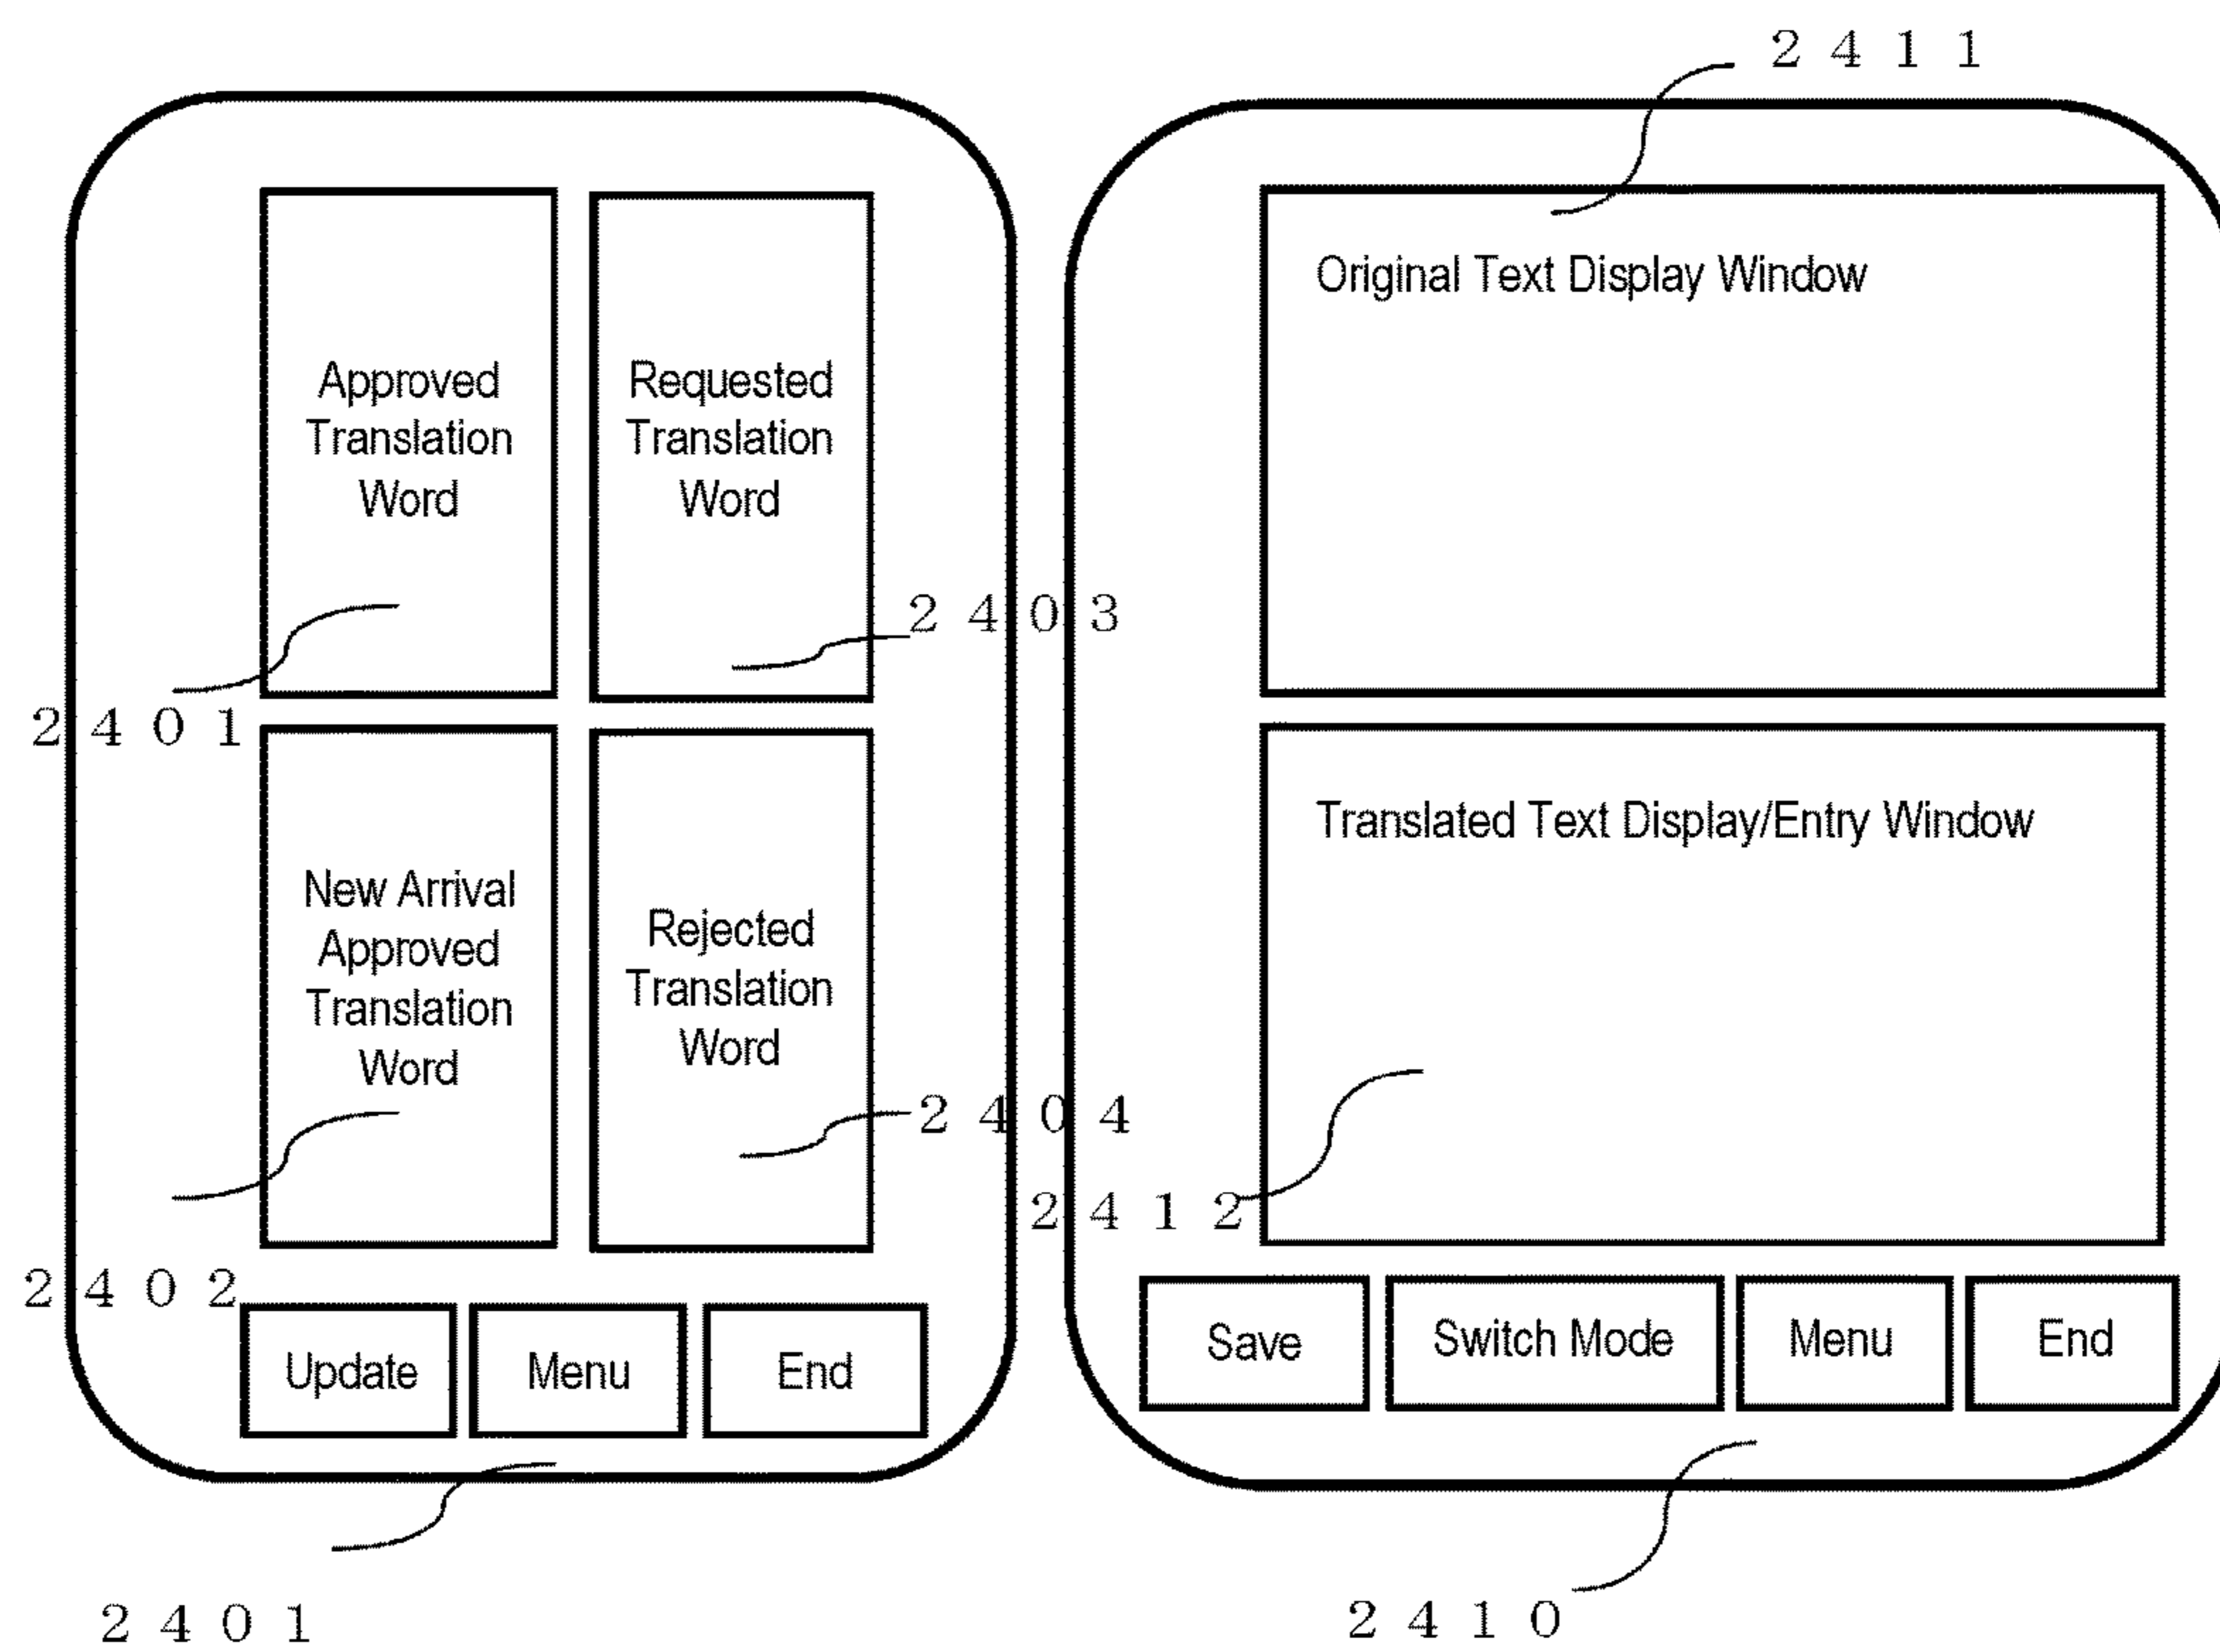 2411
Approved
Translation
Word
Requested
Translation
Word
2401
2403
New Arrival
Approved
Translation
Word
Rejected
Translation
Word
2402
2404
Update
Menu
End
2401
Original Text Display Window
Translated Text Display/Entry Window
2412
Save
Switch Mode
Menu
End
2410